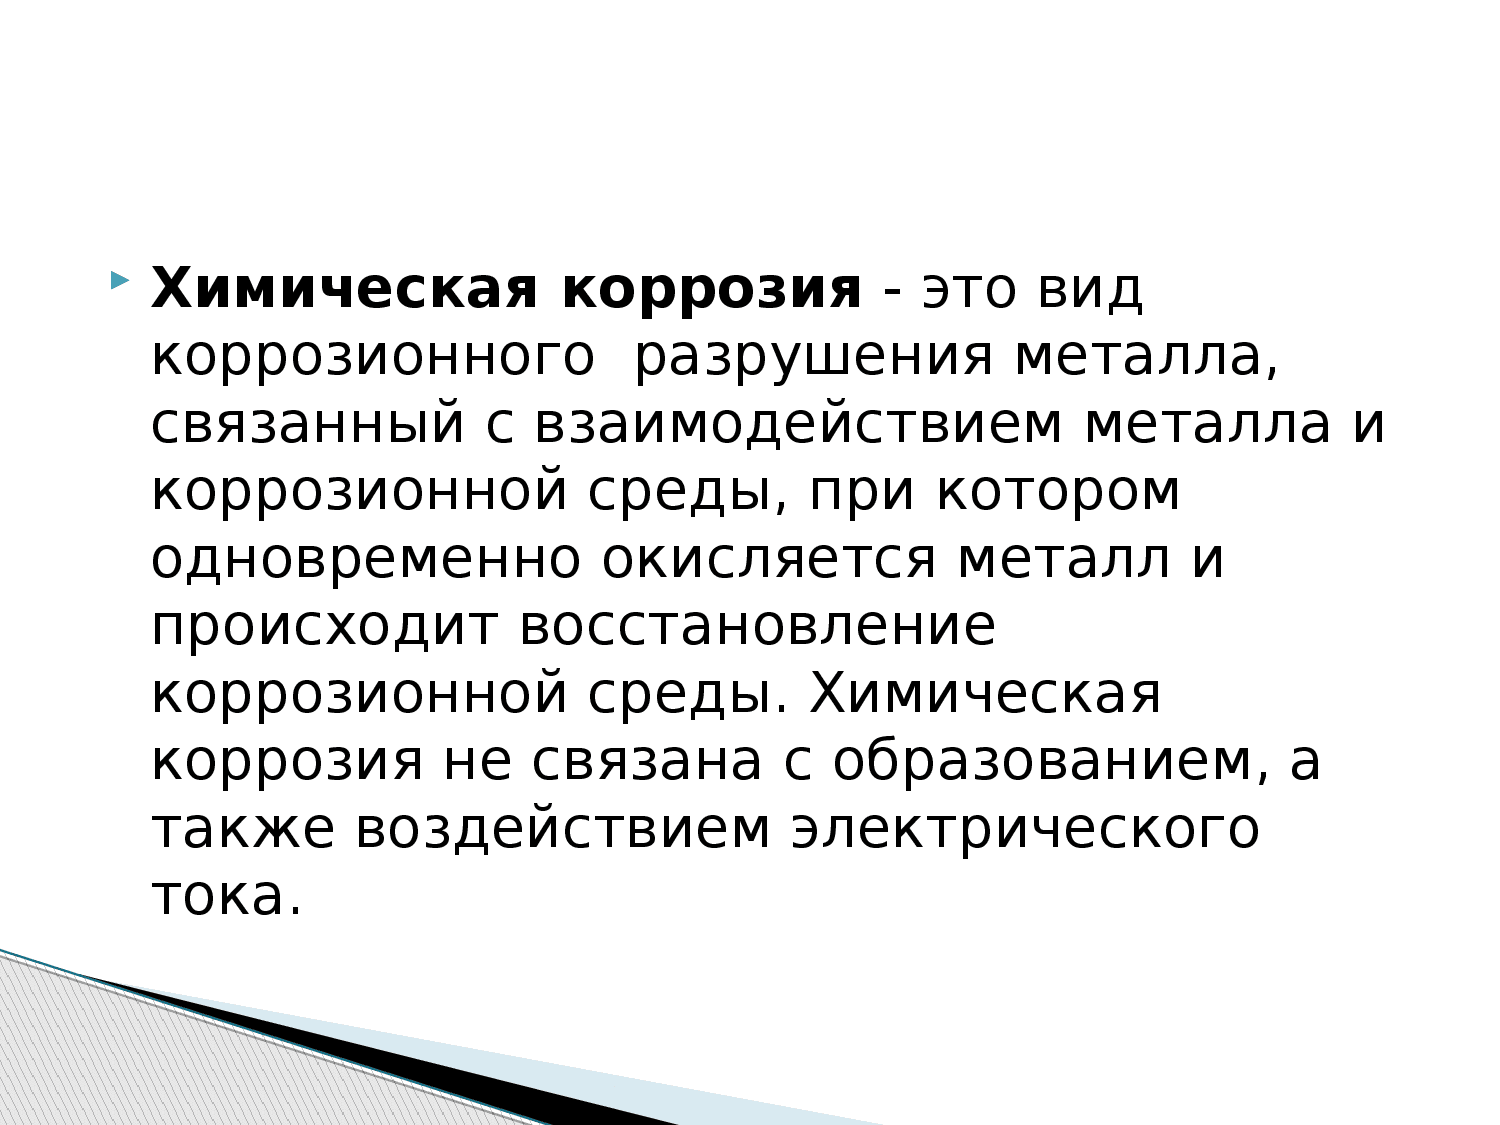 Химическая коррозия - это вид
коррозионного  разрушения металла,
связанный с взаимодействием металла и
коррозионной среды, при котором
одновременно окисляется металл и
происходит восстановление
коррозионной среды. Химическая
коррозия не связана с образованием, а
также воздействием электрического
тока.